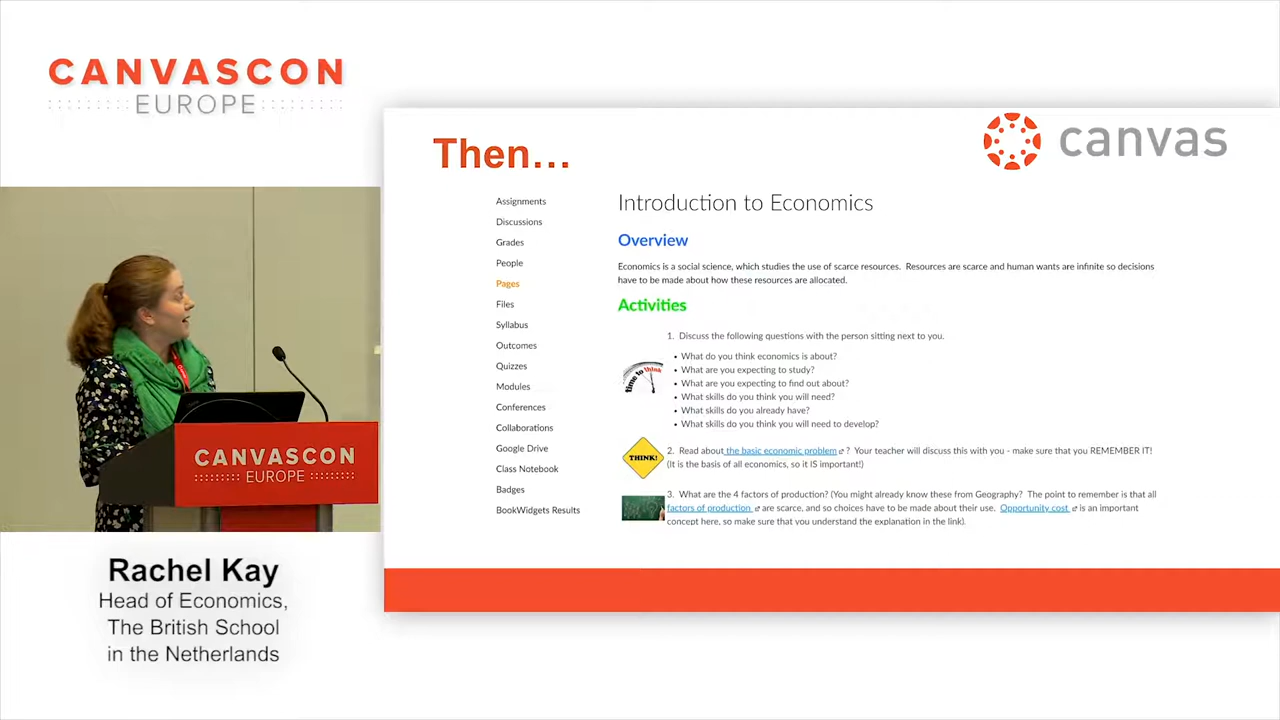 CANVASCON
EUROPE
Then...
canvas
Assignments
Discussions
Grades
People
Pages
Files
Syllabus
Outcomes
Quizzes
Modules
Conferences
Collaborations
Google Drive
Class Notebook
Badges
BookWidgets Results
Introduction to Economics
Overview
Economics is a social science, which studies the use of scarce resources. Resources are scarce and human wants are infinite so decisions
have to be made about how these resources are allocated.
Activities
1. Discuss the following questions with the person sitting next to you.
• What do you think economics is about?
• What are you expecting to study?
• What are you expecting to find out about?
• What skills do you think you will need?
• What skills do you already have?
• What skills do you think you will need to develop?
time to think
THINK!
2. Read about the basic economic problem ? Your teacher will discuss this with you - make sure that you REMEMBER IT!
(It is the basis of all economics, so it IS important!)
3. What are the 4 factors of production? (You might already know these from Geography? The point to remember is that all
factors of production are scarce, and so choices have to be made about their use. Opportunity cost is an important
concept here, so make sure that you understand the explanation in the link).
CANVASCON
EUROPE
Rachel Kay
Head of Economics,
The British School
in the Netherlands